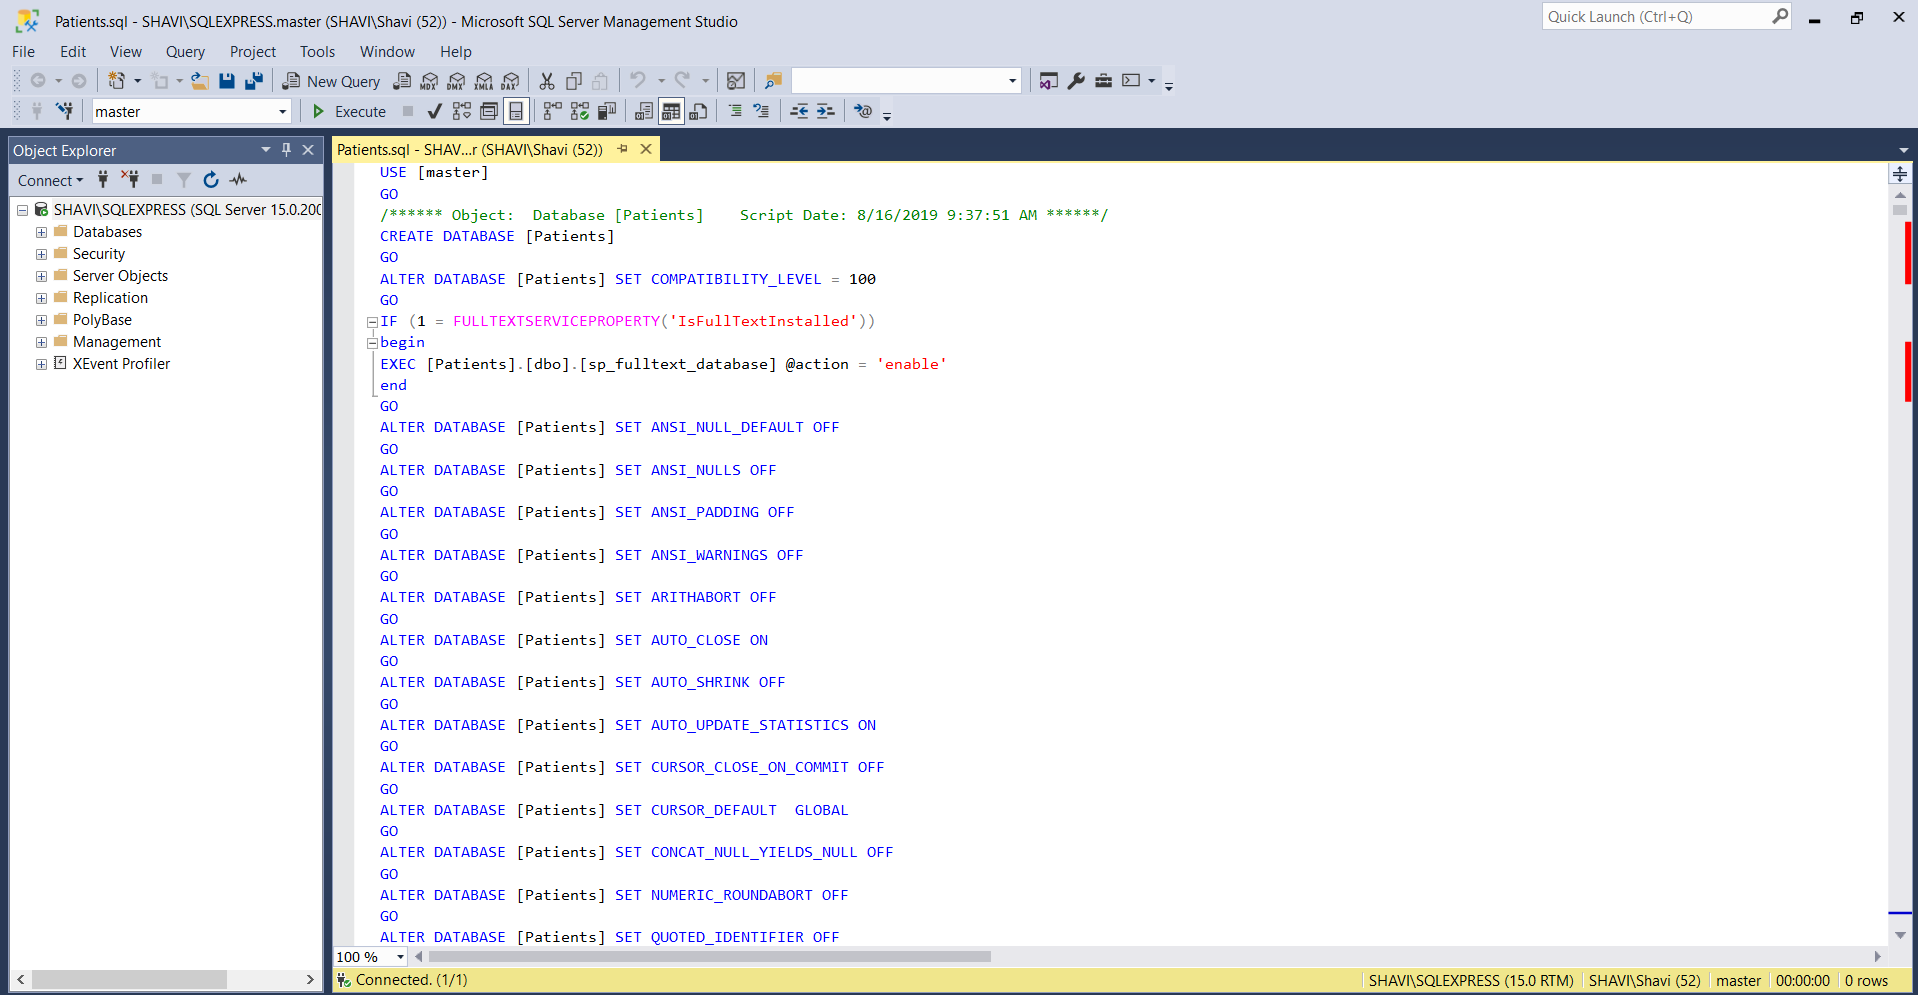 Patients.sql - SHAVI\SQLEXPRESS.master (SHAVI\Shavi (52)) - Microsoft SQL Server Management Studio
Quick Launch (Ctrl+Q)
File Edit View Query Project Tools Window Help
New Query MDX DMX XMLA DAX
master Execute
Object Explorer
Connect
SHAVI\SQLEXPRESS (SQL Server 15.0.200
Databases
Security
Server Objects
Replication
PolyBase
Management
XEvent Profiler
Patients.sql - SHAV...r (SHAVI\Shavi (52))
USE [master]
GO
/****** Object:  Database [Patients]    Script Date: 8/16/2019 9:37:51 AM ******/
CREATE DATABASE [Patients]
GO
ALTER DATABASE [Patients] SET COMPATIBILITY_LEVEL = 100
GO
IF (1 = FULLTEXTSERVICEPROPERTY('IsFullTextInstalled'))
begin
EXEC [Patients].[dbo].[sp_fulltext_database] @action = 'enable'
end
GO
ALTER DATABASE [Patients] SET ANSI_NULL_DEFAULT OFF
GO
ALTER DATABASE [Patients] SET ANSI_NULLS OFF
GO
ALTER DATABASE [Patients] SET ANSI_PADDING OFF
GO
ALTER DATABASE [Patients] SET ANSI_WARNINGS OFF
GO
ALTER DATABASE [Patients] SET ARITHABORT OFF
GO
ALTER DATABASE [Patients] SET AUTO_CLOSE ON
GO
ALTER DATABASE [Patients] SET AUTO_SHRINK OFF
GO
ALTER DATABASE [Patients] SET AUTO_UPDATE_STATISTICS ON
GO
ALTER DATABASE [Patients] SET CURSOR_CLOSE_ON_COMMIT OFF
GO
ALTER DATABASE [Patients] SET CURSOR_DEFAULT  GLOBAL
GO
ALTER DATABASE [Patients] SET CONCAT_NULL_YIELDS_NULL OFF
GO
ALTER DATABASE [Patients] SET NUMERIC_ROUNDABORT OFF
GO
ALTER DATABASE [Patients] SET QUOTED_IDENTIFIER OFF
100 %
Connected. (1/1) SHAVI\SQLEXPRESS (15.0 RTM) SHAVI\Shavi (52) master 00:00:00 0 rows